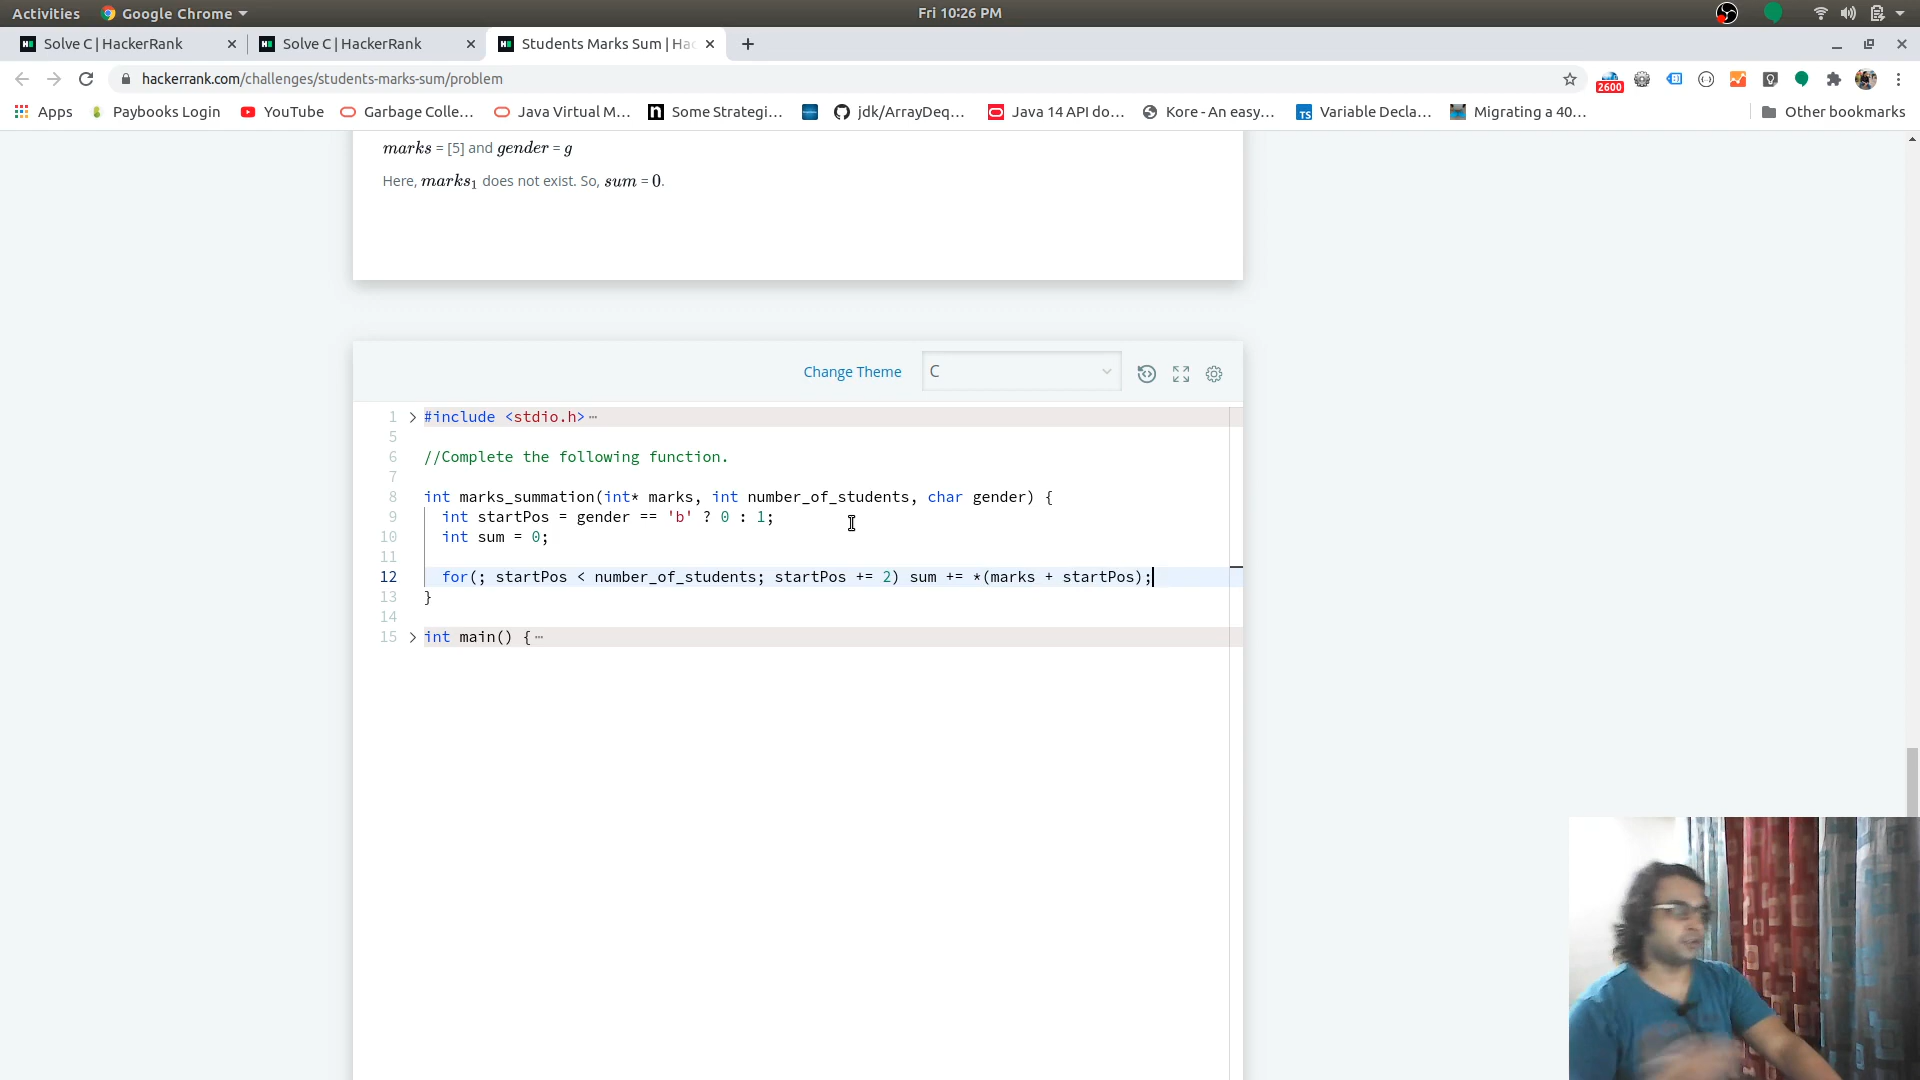 Activities Google Chrome Fri 10:26 PM
Solve C | HackerRank Solve C | HackerRank Students Marks Sum | Hac
hackerrank.com/challenges/students-marks-sum/problem 2600
Apps Paybooks Login YouTube Garbage Colle... Java Virtual M... Some Strategi... jdk/ArrayDeq... Java 14 API do... Kore - An easy... TS Variable Decla... Migrating a 40... Other bookmarks
marks = [5] and gender = g
Here, marks1 does not exist. So, sum = 0.
Change Theme C
1 #include <stdio.h>
5
6 //Complete the following function.
7
8 int marks_summation(int* marks, int number_of_students, char gender) {
9 int startPos = gender == 'b' ? 0 : 1;
10 int sum = 0;
11
12 for(; startPos < number_of_students; startPos += 2) sum += *(marks + startPos);
13 }
14
15 int main() {